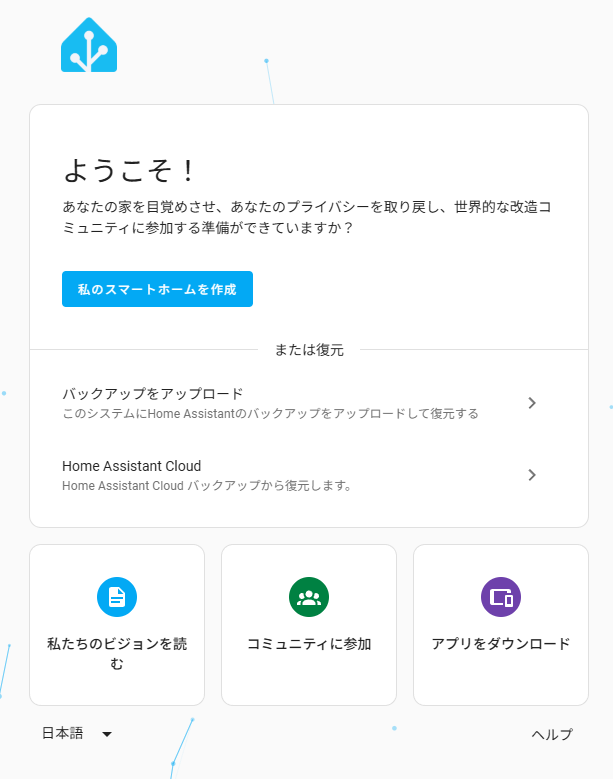 ようこそ！
あなたの家を目覚めさせ、あなたのプライバシーを取り戻し、世界的な改造コ
ミュニティに参加する準備ができていますか？
私のスマートホームを作成
または復元
バックアップをアップロード
このシステムにHome Assistantのバックアップをアップロードして復元する
Home Assistant Cloud
Home Assistant Cloud バックアップから復元します。
私たちのビジョンを読
む
コミュニティに参加
アプリをダウンロード
日本語
ヘルプ